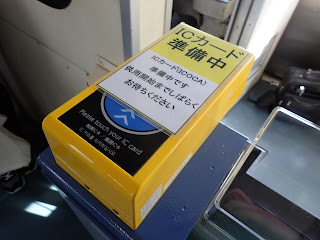 ICカード
準備中
ICカード(ICOCA)
準備中です
使用開始までしばらく
お待ちください
Please touch your IC card